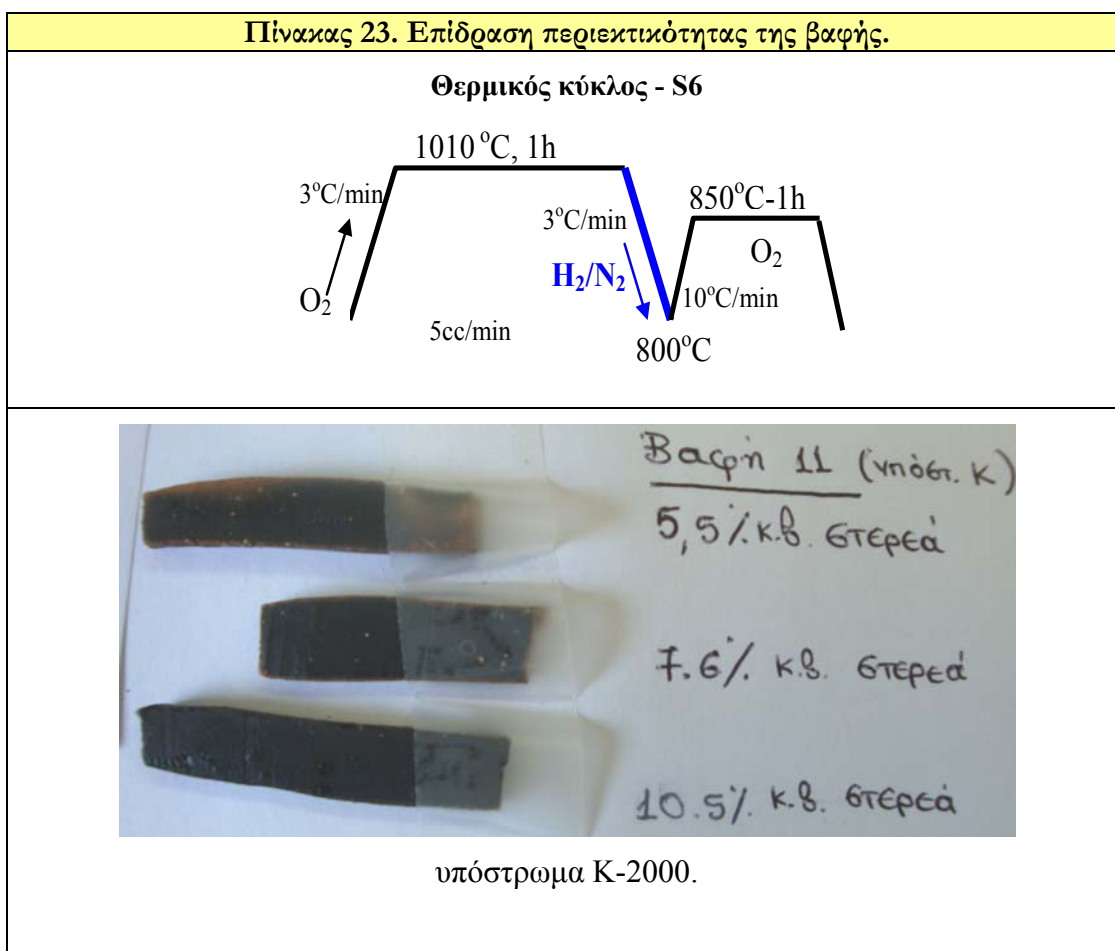 Πίνακας 23. Επίδραση περιεκτικότητας της βαφής.
Θερμικός κύκλος - S6
1010 °C, 1h
3°C/min
850°C-1h
3°C/min
O₂
H₂/N₂
O₂
10°C/min
5cc/min
800°C
Βαφή 11 (υπόστ. Κ)
5,5% κ.β. στερεά
7.6% κ.β. στερεά
10.5% κ.β. στερεά
υπόστρωμα Κ-2000.